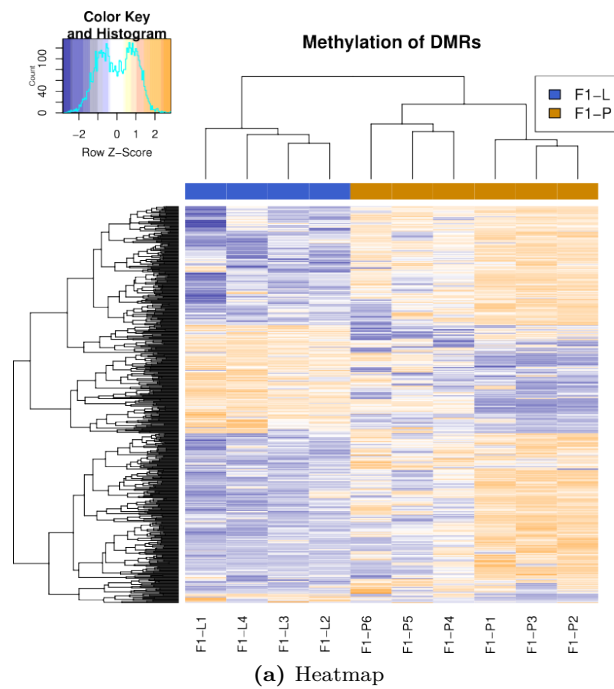 Color Key
and Histogram
Count
0 40 80 120
−2 0 1 2
Row Z−Score
Methylation of DMRs
F1−L
F1−P
F1−L1
F1−L4
F1−L3
F1−L2
F1−P6
F1−P5
F1−P4
F1−P1
F1−P3
F1−P2
(a) Heatmap